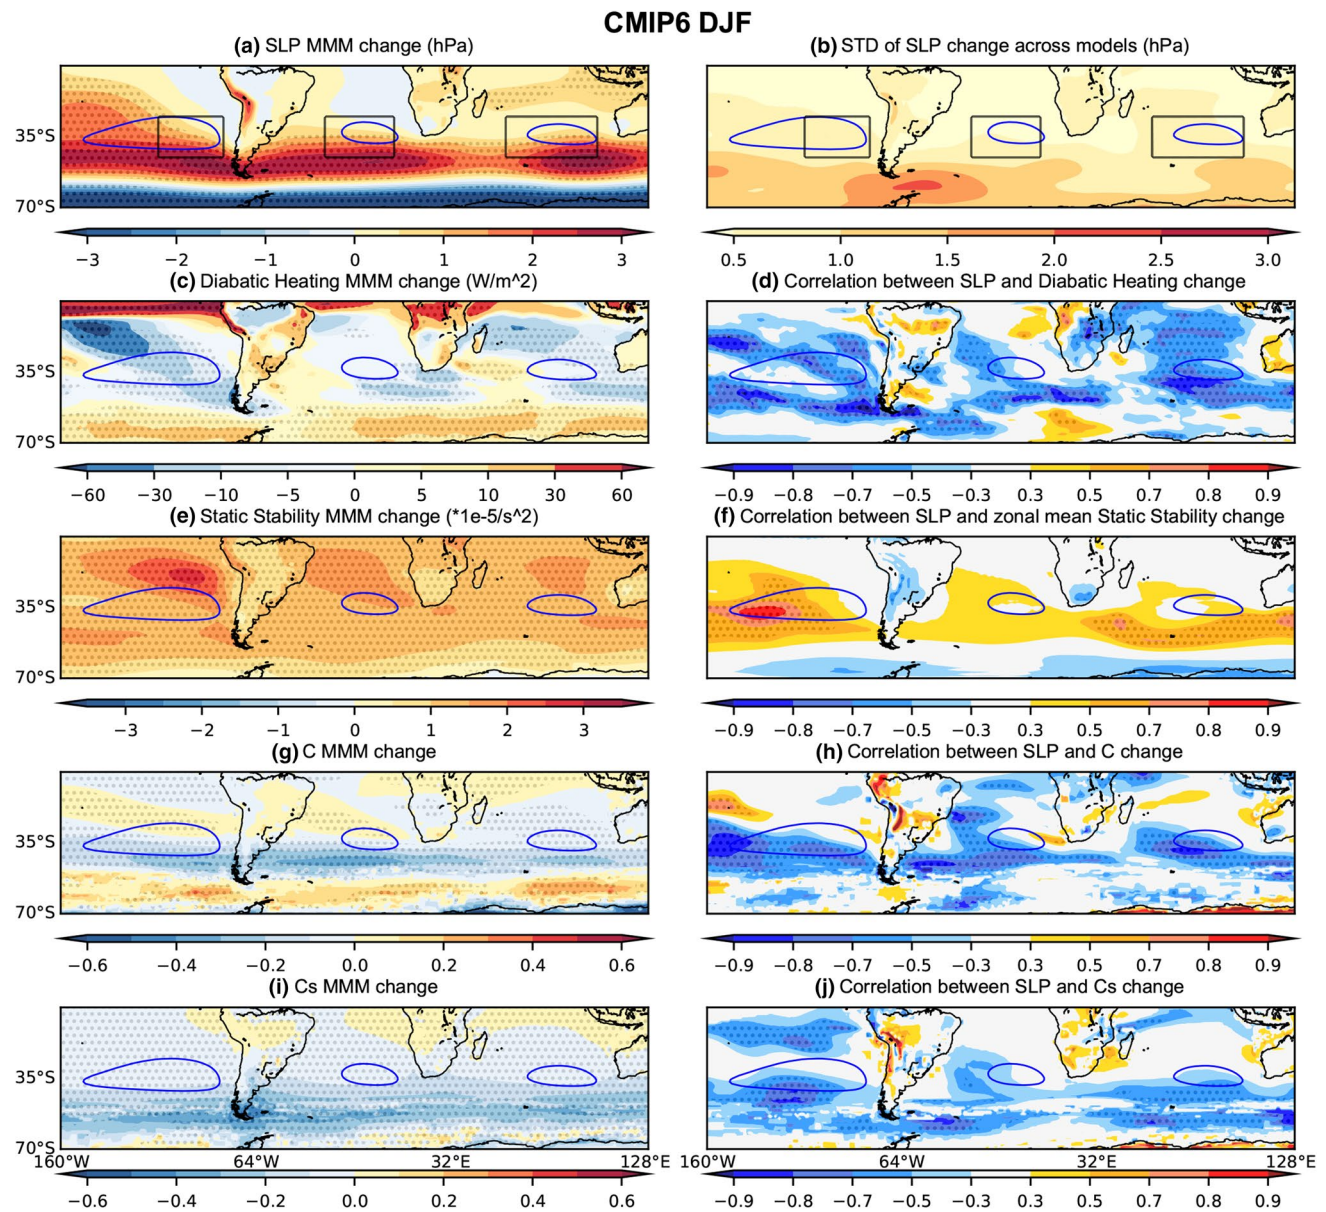 CMIP6 DJF
(a) SLP MMM change (hPa)
(b) STD of SLP change across models (hPa)
35°S
70°S
−3 −2 −1 0 1 2 3
0.5 1.0 1.5 2.0 2.5 3.0
(c) Diabatic Heating MMM change (W/m^2)
(d) Correlation between SLP and Diabatic Heating change
35°S
70°S
−60 −30 −10 −5 0 5 10 30 60
−0.9 −0.8 −0.7 −0.5 −0.3 0.3 0.5 0.7 0.8 0.9
(e) Static Stability MMM change (*1e-5/s^2)
(f) Correlation between SLP and zonal mean Static Stability change
35°S
70°S
−3 −2 −1 0 1 2 3
−0.9 −0.8 −0.7 −0.5 −0.3 0.3 0.5 0.7 0.8 0.9
(g) C MMM change
(h) Correlation between SLP and C change
35°S
70°S
−0.6 −0.4 −0.2 0.0 0.2 0.4 0.6
−0.9 −0.8 −0.7 −0.5 −0.3 0.3 0.5 0.7 0.8 0.9
(i) Cs MMM change
(j) Correlation between SLP and Cs change
35°S
70°S
160°W 64°W 32°E 128°E
160°W 64°W 32°E 128°E
−0.6 −0.4 −0.2 0.0 0.2 0.4 0.6
−0.9 −0.8 −0.7 −0.5 −0.3 0.3 0.5 0.7 0.8 0.9